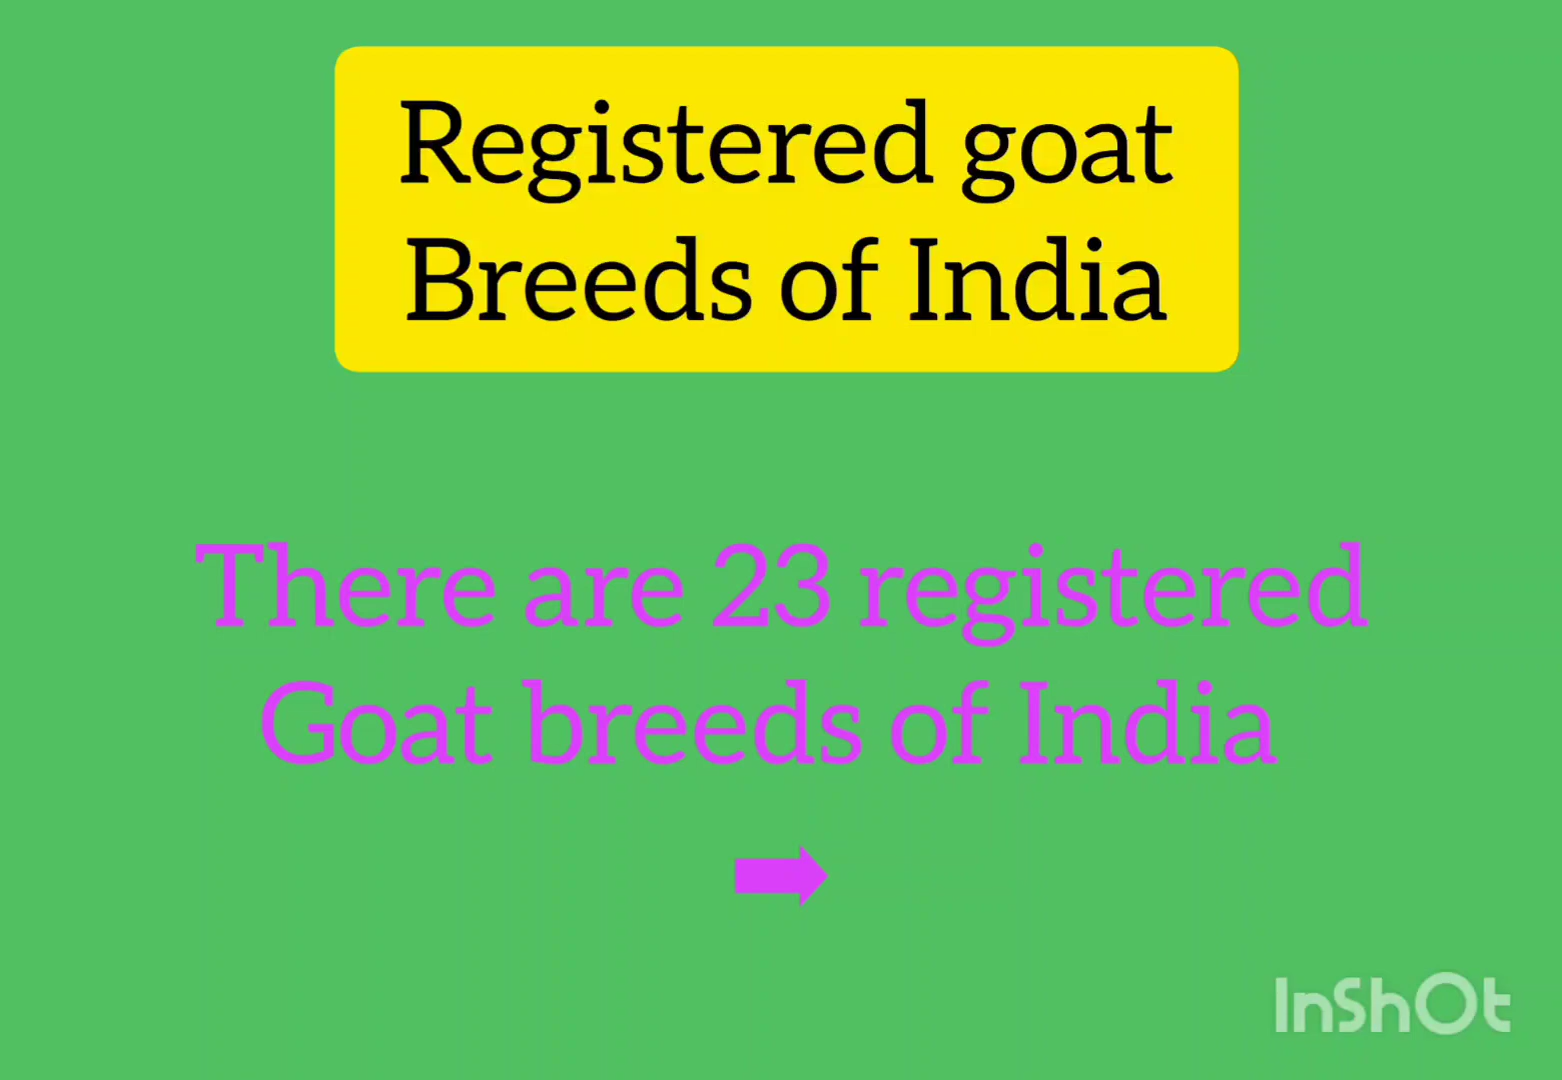 Registered goat
Breeds of India
There are 23 registered
Goat breeds of India
InShOt